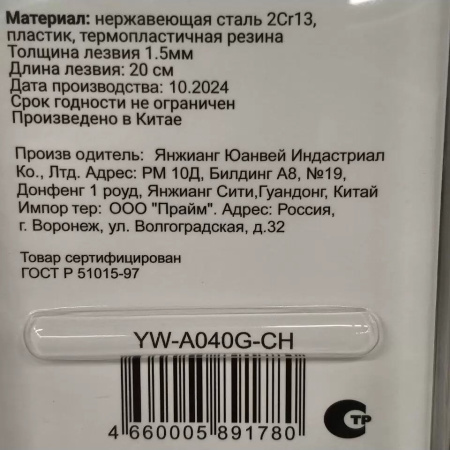 Материал: нержавеющая сталь 2Cr13,
пластик, термопластичная резина
Толщина лезвия 1.5мм
Длина лезвия: 20 см
Дата производства: 10.2024
Срок годности не ограничен
Произведено в Китае
Произв одитель: Янжианг Юанвей Индастриал
Ко., Лтд. Адрес: РМ 10Д, Билдинг А8, №19,
Донфенг 1 роуд, Янжианг Сити,Гуандонг, Китай
Импор тер: ООО "Прайм". Адрес: Россия,
г. Воронеж, ул. Волгоградская, д.32
Товар сертифицирован
ГОСТ Р 51015-97
YW-A040G-CH
4 660005 891780
ТР